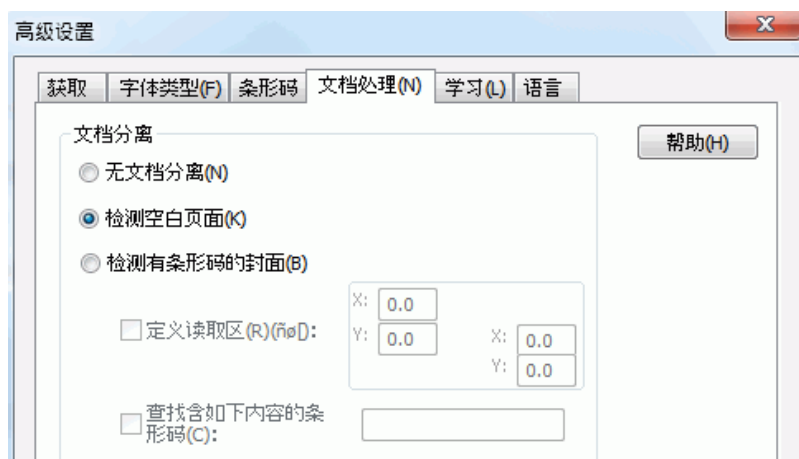 高级设置
获取 字体类型(F) 条形码 文档处理(N) 学习(L) 语言
文档分离
帮助(H)
无文档分离(N)
检测空白页面(K)
检测有条形码的封面(B)
X: 0.0
定义读取区(R)(ñø[):
Y: 0.0
X: 0.0
Y: 0.0
查找含如下内容的条
形码(C):